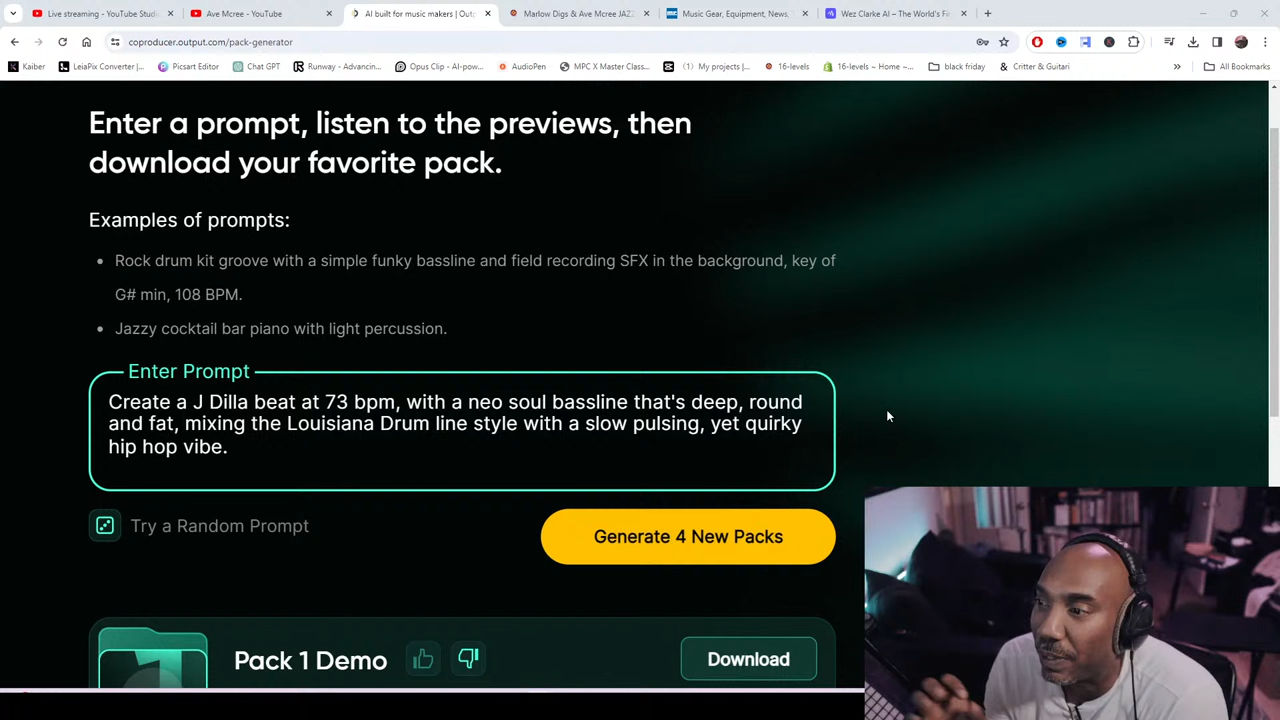 Live streaming - YouTube Studi
Ave Mcree - YouTube
AI built for music makers | Outp
Marlow Digs & Ave Mcree JAZ
Music Gear, Equipment, News,
Wez Clarke AI – The World's Fi
coproducer.output.com/pack-generator
Kaiber
LeiaPix Converter |...
Picsart Editor
Chat GPT
Runway - Advancin...
Opus Clip - AI-pow...
AudioPen
MPC X Master Class...
(1) My projects |...
16-levels
16-levels ~ Home ~...
black friday
Critter & Guitari
All Bookmarks
Enter a prompt, listen to the previews, then
download your favorite pack.
Examples of prompts:
• Rock drum kit groove with a simple funky bassline and field recording SFX in the background, key of
G# min, 108 BPM.
• Jazzy cocktail bar piano with light percussion.
Enter Prompt
Create a J Dilla beat at 73 bpm, with a neo soul bassline that's deep, round
and fat, mixing the Louisiana Drum line style with a slow pulsing, yet quirky
hip hop vibe.
Try a Random Prompt
Generate 4 New Packs
Pack 1 Demo
Download